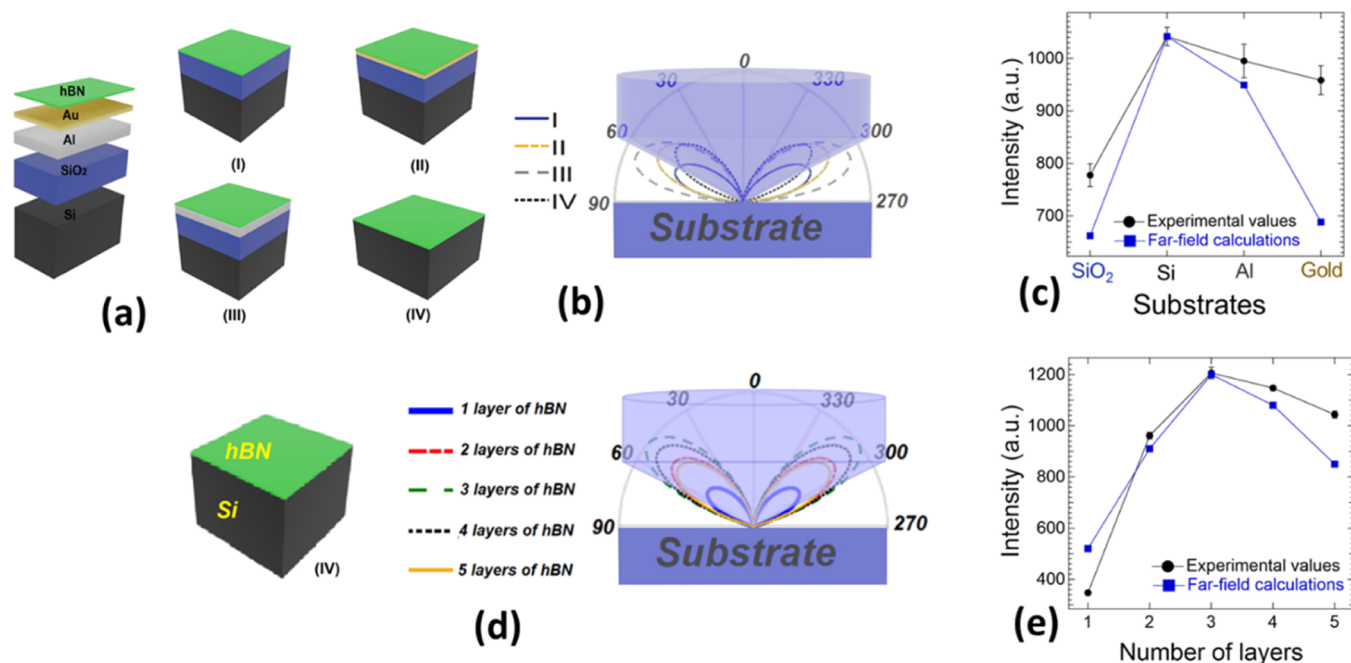 hBN
Au
Al
SiO₂
Si
(I)
(II)
(III)
(IV)
(a)
I
II
III
IV
0
30
330
60
300
90
270
Substrate
(b)
Intensity (a.u.)
1000
900
800
700
Experimental values
Far-field calculations
SiO₂
Si
Al
Gold
Substrates
(c)
hBN
Si
(IV)
1 layer of hBN
2 layers of hBN
3 layers of hBN
4 layers of hBN
5 layers of hBN
0
30
330
60
300
90
270
Substrate
(d)
Intensity (a.u.)
1200
1000
800
600
400
Experimental values
Far-field calculations
1
2
3
4
5
Number of layers
(e)